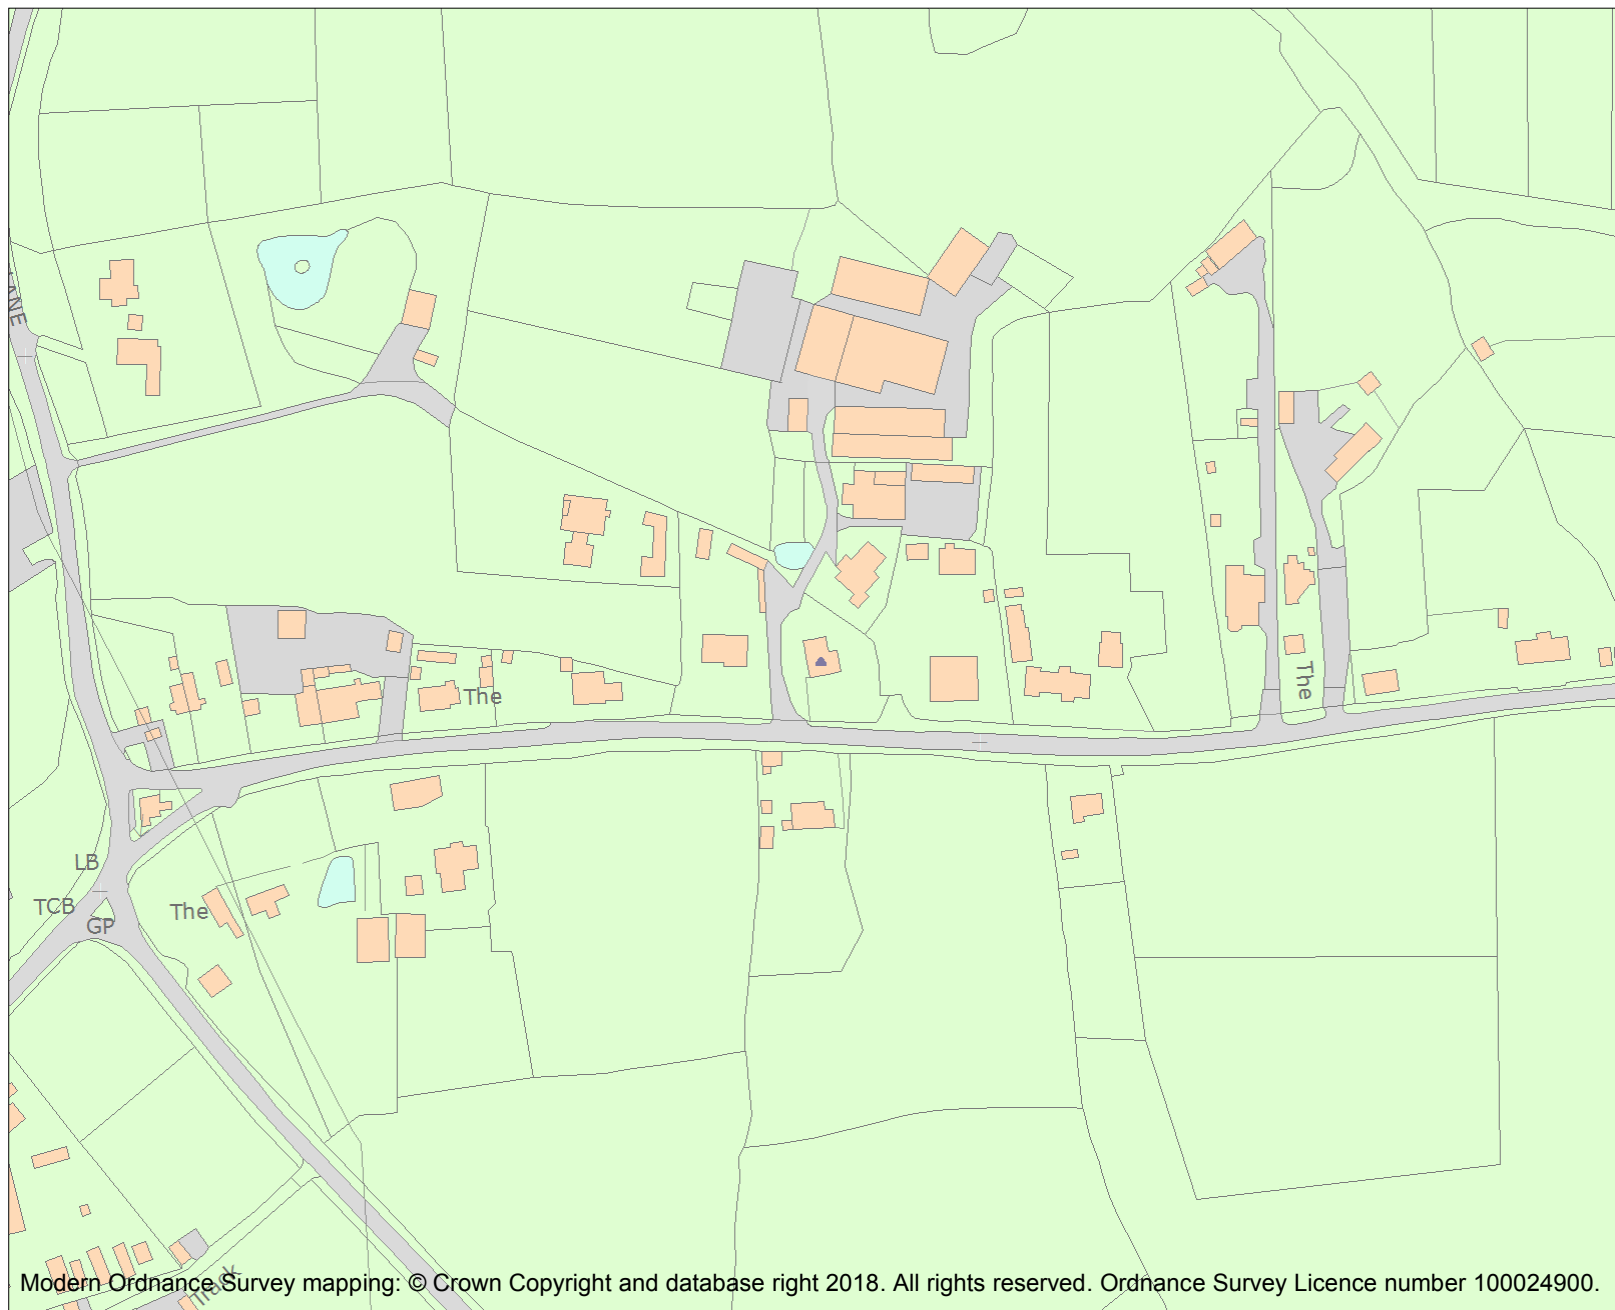 ANE
The
The
LB
TCB
The
GP
Track
Modern Ordnance Survey mapping: © Crown Copyright and database right 2018. All rights reserved. Ordnance Survey Licence number 100024900.